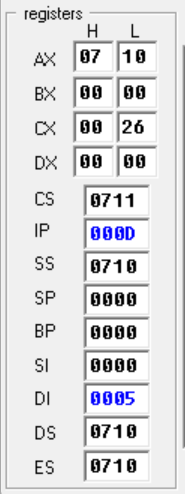 registers
H L
AX 07 10
BX 00 00
CX 00 26
DX 00 00
CS 0711
IP 000D
SS 0710
SP 0000
BP 0000
SI 0000
DI 0005
DS 0710
ES 0710